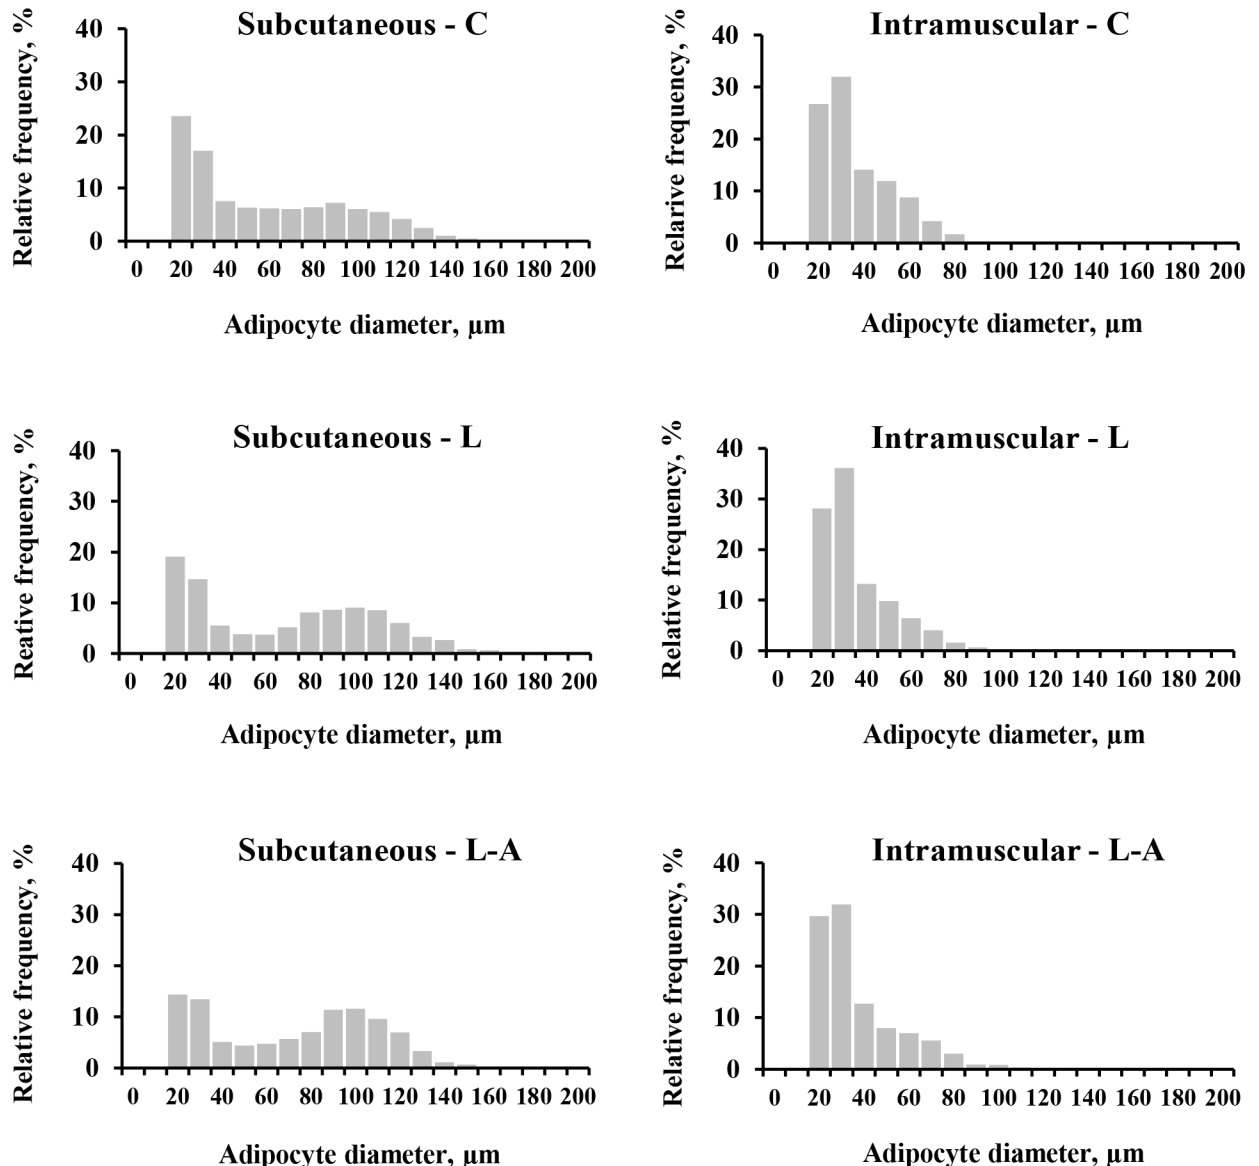 Subcutaneous - C
Relative frequency, %
40
30
20
10
0
0 20 40 60 80 100 120 140 160 180 200
Adipocyte diameter, µm
Intramuscular - C
Relarive frequency, %
40
30
20
10
0
0 20 40 60 80 100 120 140 160 180 200
Adipocyte diameter, µm
Subcutaneous - L
Reative frequency, %
40
30
20
10
0
0 20 40 60 80 100 120 140 160 180 200
Adipocyte diameter, µm
Intramuscular - L
Relative frequency, %
40
30
20
10
0
0 20 40 60 80 100 120 140 160 180 200
Adipocyte diameter, µm
Subcutaneous - L-A
Relative frequency, %
40
30
20
10
0
0 20 40 60 80 100 120 140 160 180 200
Adipocyte diameter, µm
Intramuscular - L-A
Relative frequency, %
40
30
20
10
0
0 20 40 60 80 100 120 140 160 180 200
Adipocyte diameter, µm